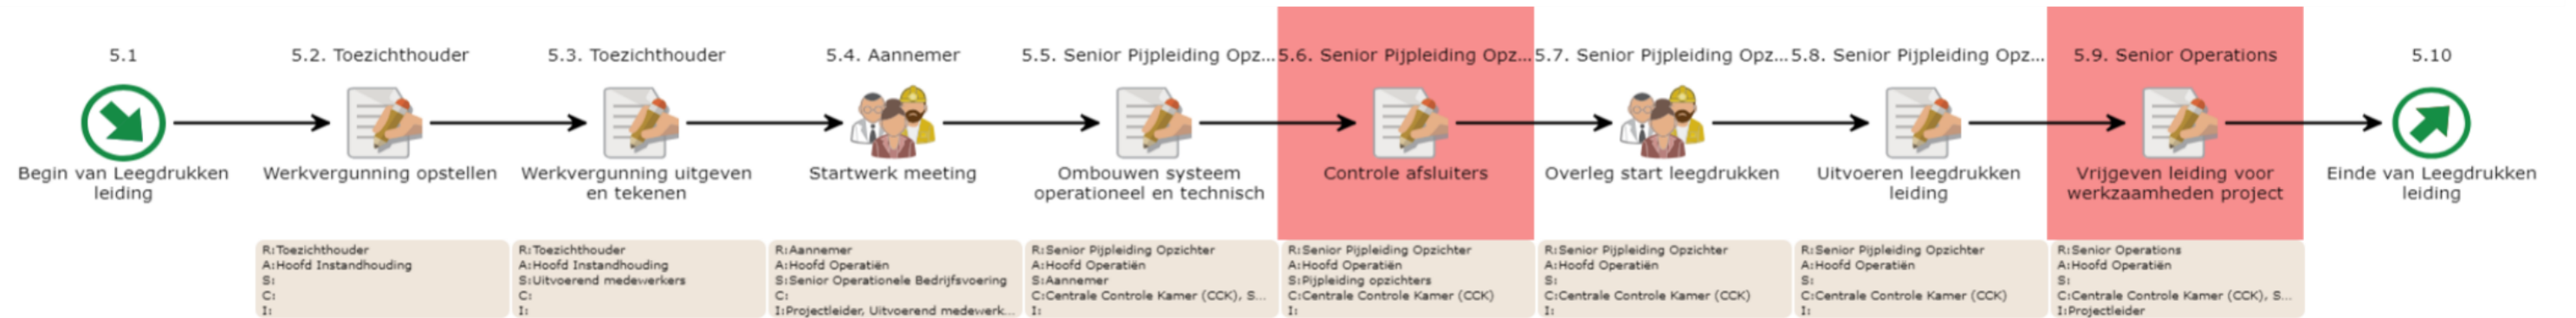 5.1
Begin van Leegdrukken
leiding
5.2. Toezichthouder
Werkvergunning opstellen
R:Toezichthouder
A:Hoofd Instandhouding
S:
C:
I:
5.3. Toezichthouder
Werkvergunning uitgeven
en tekenen
R:Toezichthouder
A:Hoofd Instandhouding
S:Uitvoerend medewerkers
C:
I:
5.4. Aannemer
Startwerk meeting
R:Aannemer
A:Hoofd Operatiën
S:Senior Operationele Bedrijfsvoering
C:
I:Projectleider, Uitvoerend medewerk...
5.5. Senior Pijpleiding Opz...
Ombouwen systeem
operationeel en technisch
R:Senior Pijpleiding Opzichter
A:Hoofd Operatiën
S:Aannemer
C:Centrale Controle Kamer (CCK), S...
I:
5.6. Senior Pijpleiding Opz...
Controle afsluiters
R:Senior Pijpleiding Opzichter
A:Hoofd Operatiën
S:Pijpleiding opzichters
C:Centrale Controle Kamer (CCK)
I:
5.7. Senior Pijpleiding Opz...
Overleg start leegdrukken
R:Senior Pijpleiding Opzichter
A:Hoofd Operatiën
S:
C:Centrale Controle Kamer (CCK)
I:
5.8. Senior Pijpleiding Opz...
Uitvoeren leegdrukken
leiding
R:Senior Pijpleiding Opzichter
A:Hoofd Operatiën
S:
C:Centrale Controle Kamer (CCK)
I:
5.9. Senior Operations
Vrijgeven leiding voor
werkzaamheden project
R:Senior Operations
A:Hoofd Operatiën
S:
C:Centrale Controle Kamer (CCK), S...
I:Projectleider
5.10
Einde van Leegdrukken
leiding